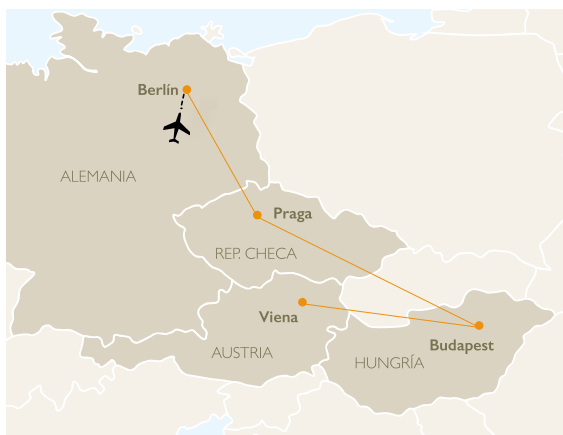 Berlín
ALEMANIA
Praga
REP. CHECA
Viena
Budapest
AUSTRIA
HUNGRÍA